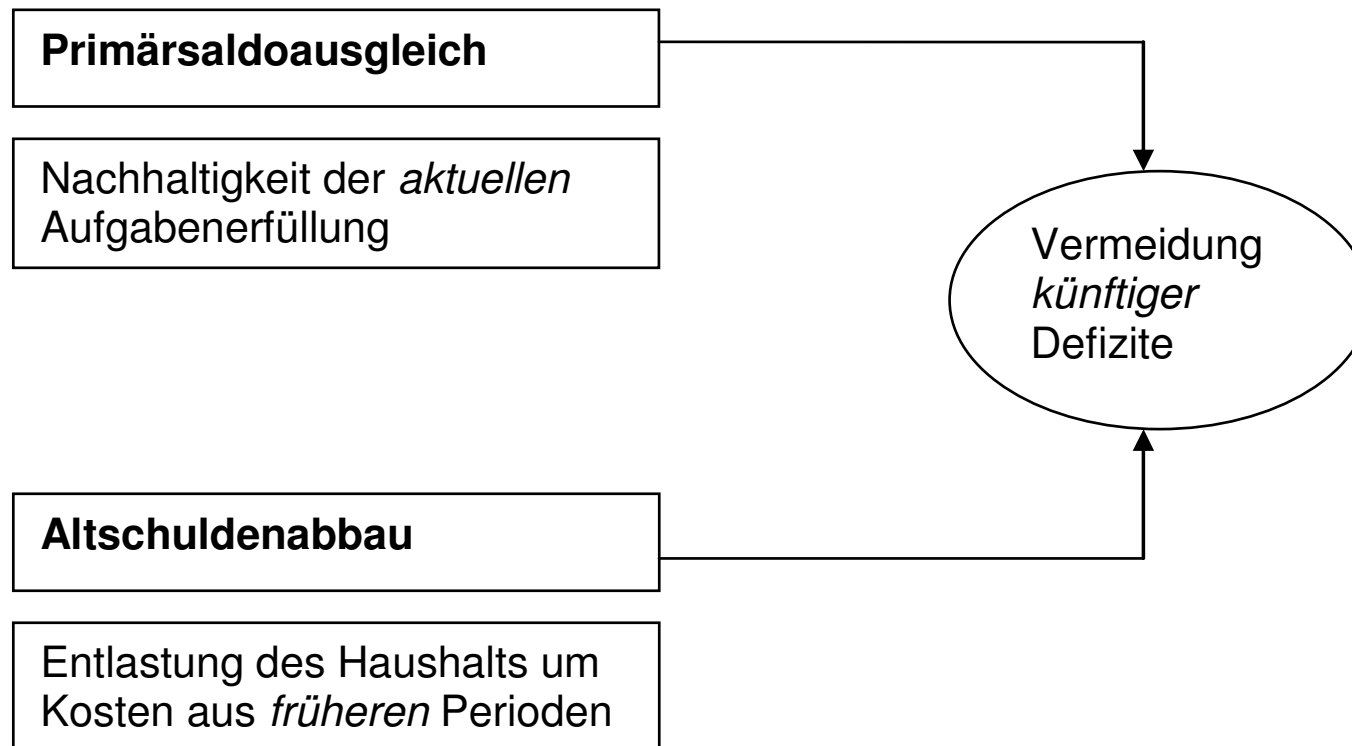 Primärsaldoausgleich
Nachhaltigkeit der aktuellen
Aufgabenerfüllung
Vermeidung
künftiger
Defizite
Altschuldenabbau
Entlastung des Haushalts um
Kosten aus früheren Perioden